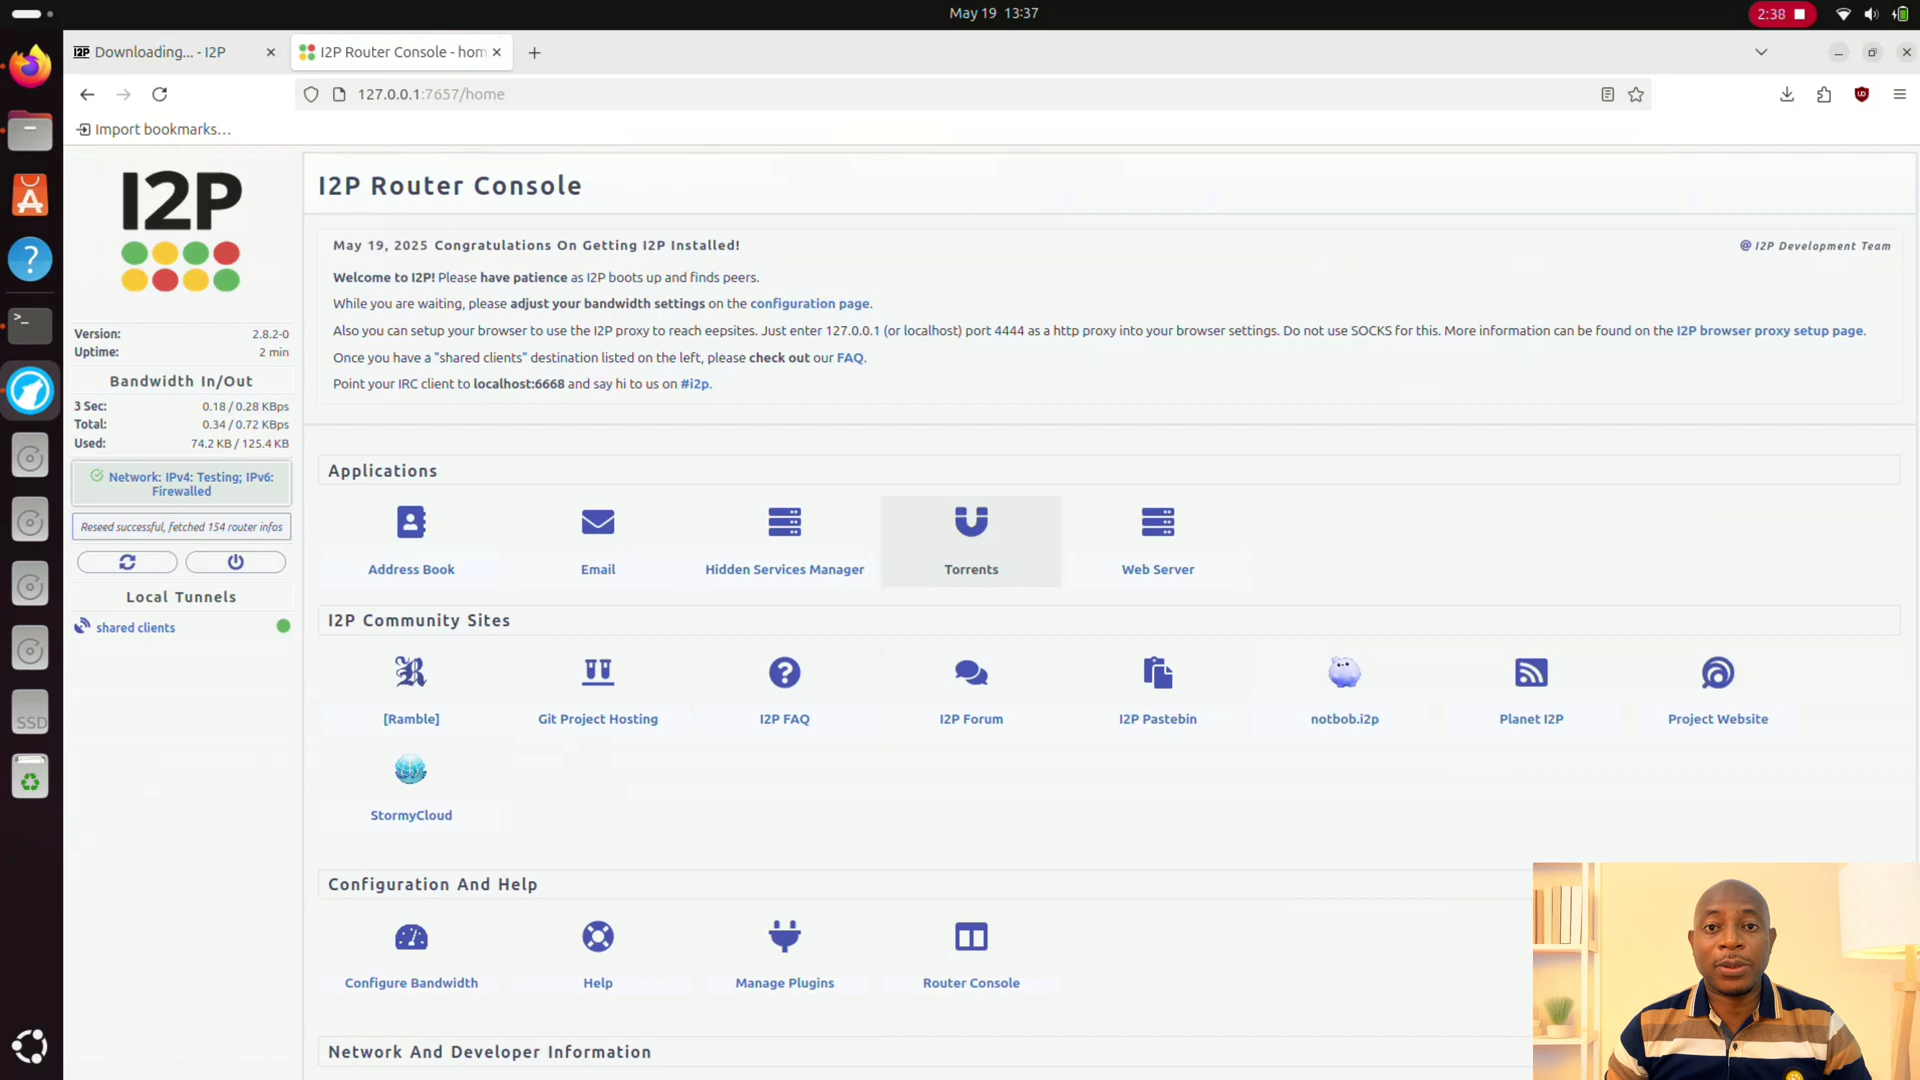 May 19 13:37
2:38
I2P Downloading... - I2P
I2P Router Console - hom
127.0.0.1:7657/home
Import bookmarks...
I2P
Version: 2.8.2-0
Uptime: 2 min
Bandwidth In/Out
3 Sec: 0.18 / 0.28 KBps
Total: 0.34 / 0.72 KBps
Used: 74.2 KB / 125.4 KB
Network: IPv4: Testing; IPv6:
Firewalled
Reseed successful, fetched 154 router infos
Local Tunnels
shared clients
I2P Router Console
May 19, 2025 Congratulations On Getting I2P Installed!
@ I2P Development Team
Welcome to I2P! Please have patience as I2P boots up and finds peers.
While you are waiting, please adjust your bandwidth settings on the configuration page.
Also you can setup your browser to use the I2P proxy to reach eepsites. Just enter 127.0.0.1 (or localhost) port 4444 as a http proxy into your browser settings. Do not use SOCKS for this. More information can be found on the I2P browser proxy setup page.
Once you have a "shared clients" destination listed on the left, please check out our FAQ.
Point your IRC client to localhost:6668 and say hi to us on #i2p.
Applications
Address Book
Email
Hidden Services Manager
Torrents
Web Server
I2P Community Sites
[Ramble]
Git Project Hosting
I2P FAQ
I2P Forum
I2P Pastebin
notbob.i2p
Planet I2P
Project Website
StormyCloud
Configuration And Help
Configure Bandwidth
Help
Manage Plugins
Router Console
Network And Developer Information
SSD